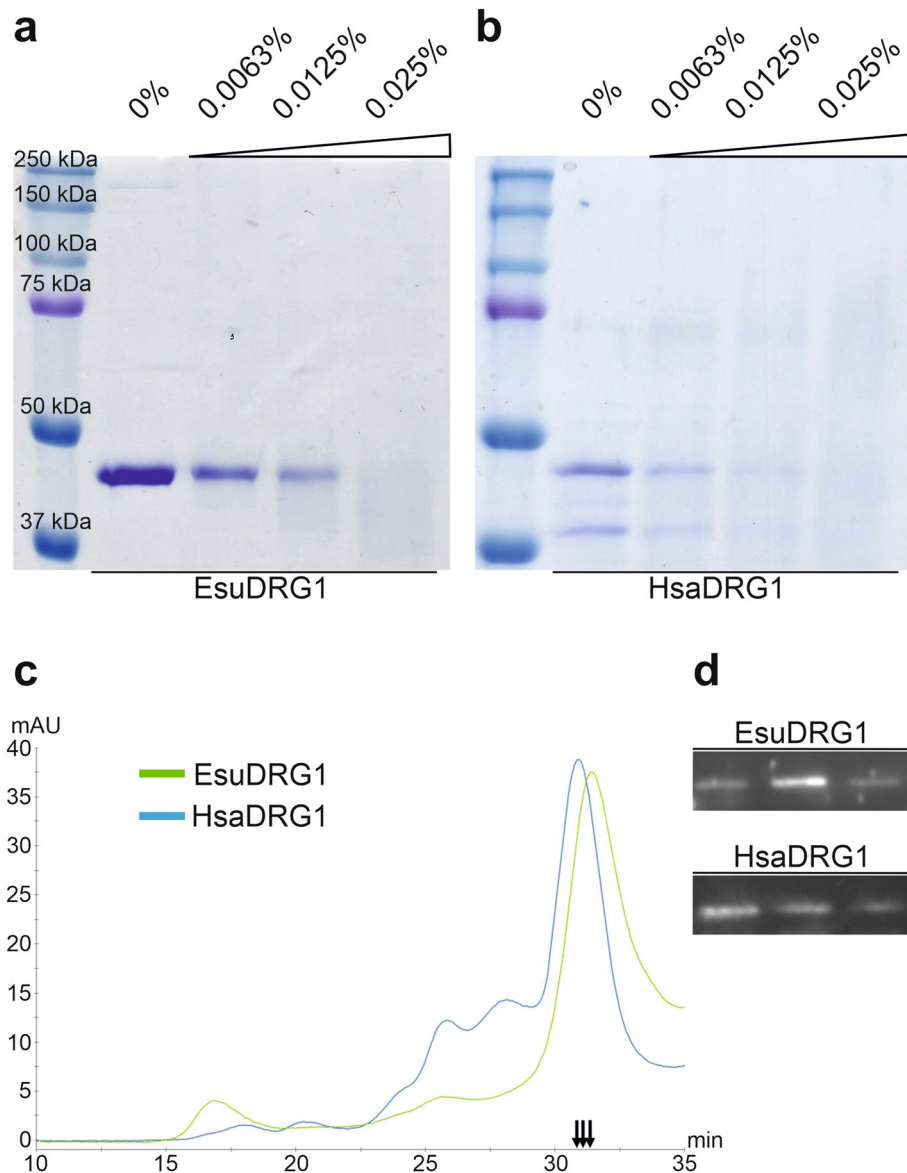 a
0% 0.0063% 0.0125% 0.025%
250 kDa
150 kDa
100 kDa
75 kDa
50 kDa
37 kDa
EsuDRG1
b
0% 0.0063% 0.0125% 0.025%
HsaDRG1
c
mAU
40
35
30
25
20
15
10
5
0
10 15 20 25 30 35 min
EsuDRG1
HsaDRG1
d
EsuDRG1
HsaDRG1